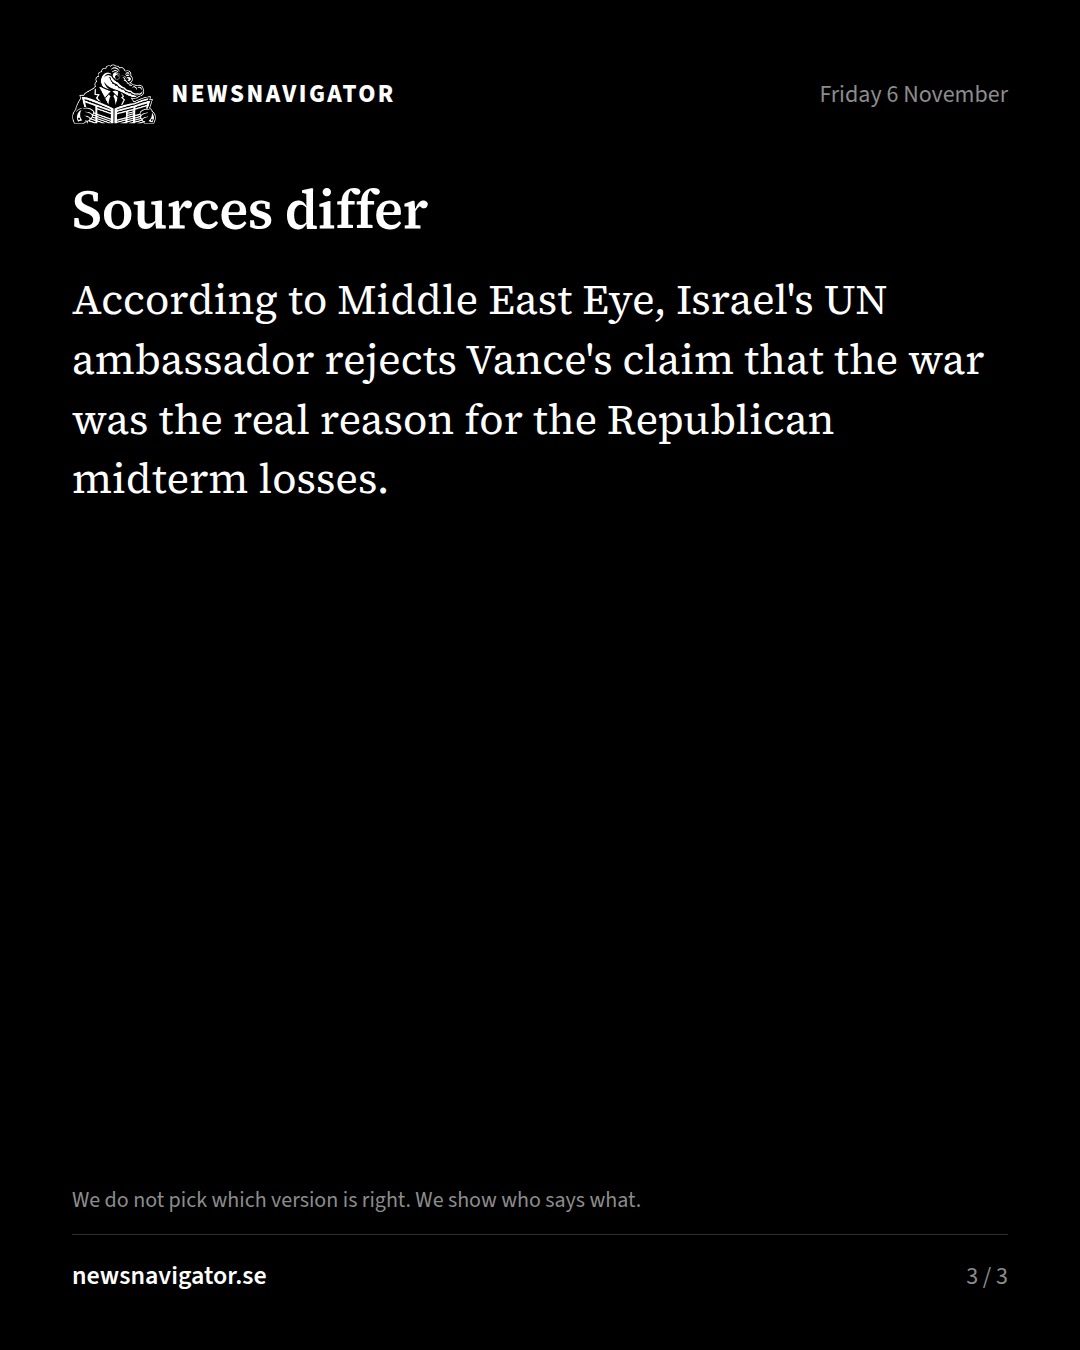 NEWSNAVIGATOR
Friday 6 November
Sources differ
According to Middle East Eye, Israel's UN
ambassador rejects Vance's claim that the war
was the real reason for the Republican
midterm losses.
We do not pick which version is right. We show who says what.
newsnavigator.se
3 / 3